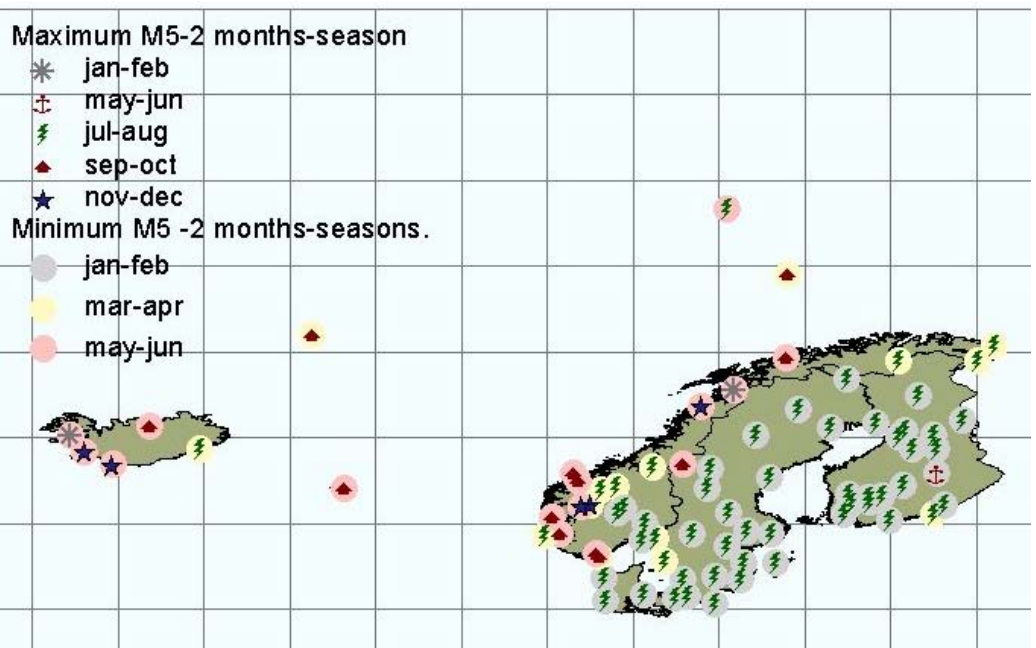 Maximum M5-2 months-season
jan-feb
may-jun
jul-aug
sep-oct
nov-dec
Minimum M5 -2 months-seasons.
jan-feb
mar-apr
may-jun